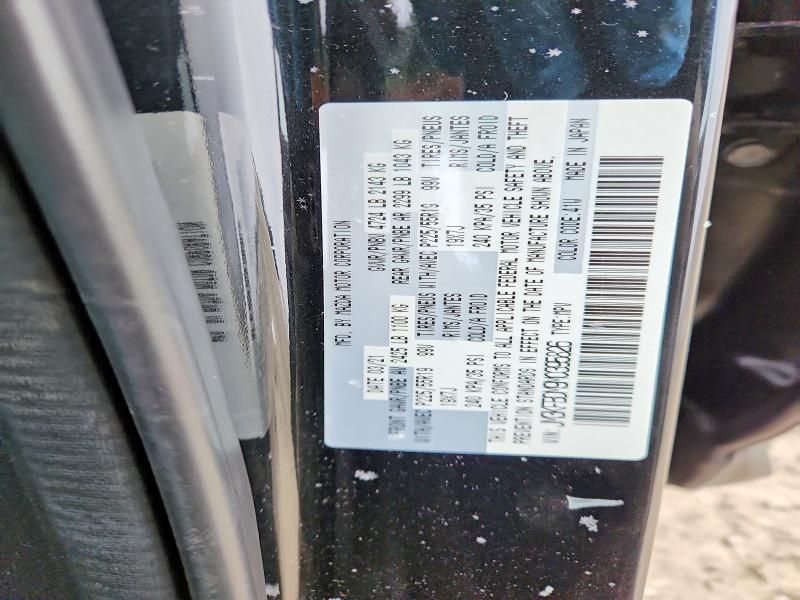 MFD. BY MAZDA MOTOR CORPORATION
DATE 02/21 GVWR/PNBV 4724 LB 2143 KG
FRONT GAWR/PNBE AV 2425 LB 1100 KG REAR GAWR/PNBE AR 2299 LB 1043 KG
WITH/AVEC P225/55R19 99V TIRES/PNEUS WITH/AVEC P225/55R19 99V TIRES/PNEUS
19X7J RIMS/JANTES 19X7J RIMS/JANTES
240 KPA/35 PSI COLD/A FROID 240 KPA/35 PSI COLD/A FROID
THIS VEHICLE CONFORMS TO ALL APPLICABLE FEDERAL MOTOR VEHICLE SAFETY AND THEFT
PREVENTION STANDARDS IN EFFECT ON THE DATE OF MANUFACTURE SHOWN ABOVE.
VIN: TYPE:MPV COLOR CODE:41W MADE IN JAPAN